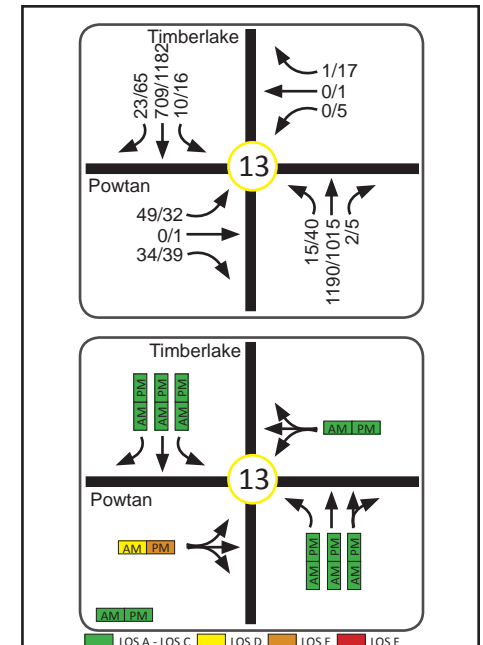 Timberlake
23/65
709/1182
10/16
1/17
0/1
0/5
13
Powtan
49/32
0/1
34/39
15/40
1190/1015
2/5
Timberlake
AM PM
AM PM
AM PM
AM PM
13
Powtan
AM PM
AM PM
AM PM
AM PM
AM PM
LOS A - LOS C LOS D LOS E LOS F